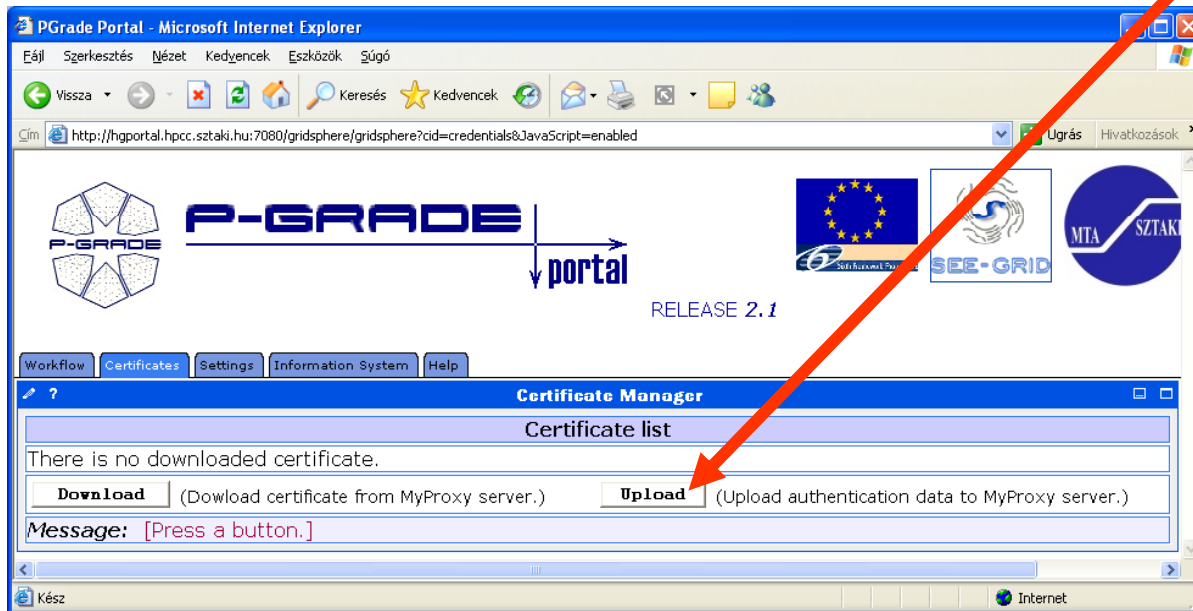 PGrade Portal - Microsoft Internet Explorer
Fájl Szerkesztés Nézet Kedvencek Eszközök Súgó
Vissza Keresés Kedvencek
Cím http://hgportal.hpcc.sztaki.hu:7080/gridsphere/gridsphere?cid=credentials&JavaScript=enabled Ugrás Hivatkozások
P-GRADE
P-GRADE
portal
RELEASE 2.1
6
SEE-GRID
MTA SZTAKI
Workflow Certificates Settings Information System Help
? Certificate Manager
Certificate list
There is no downloaded certificate.
Download (Dowload certificate from MyProxy server.) Upload (Upload authentication data to MyProxy server.)
Message: [Press a button.]
Kész Internet